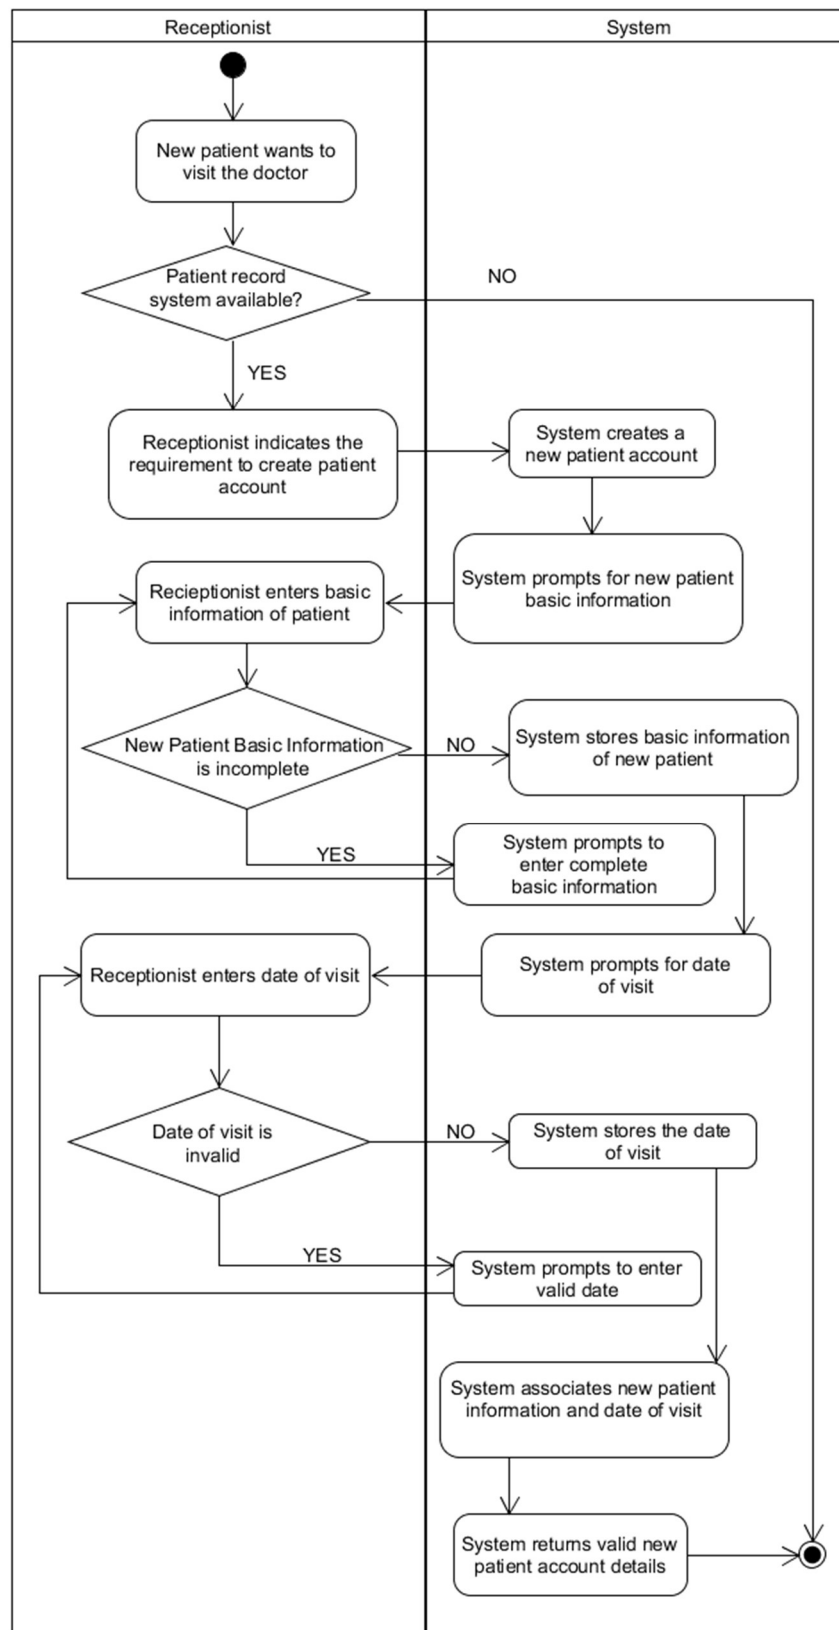 Receptionist
System
New patient wants to
visit the doctor
Patient record
system available?
NO
YES
Receptionist indicates the
requirement to create patient
account
System creates a
new patient account
System prompts for new patient
basic information
Recieptionist enters basic
information of patient
New Patient Basic Information
is incomplete
NO
System stores basic information
of new patient
YES
System prompts to
enter complete
basic information
System prompts for date
of visit
Receptionist enters date of visit
Date of visit is
invalid
NO
System stores the date
of visit
YES
System prompts to enter
valid date
System associates new patient
information and date of visit
System returns valid new
patient account details